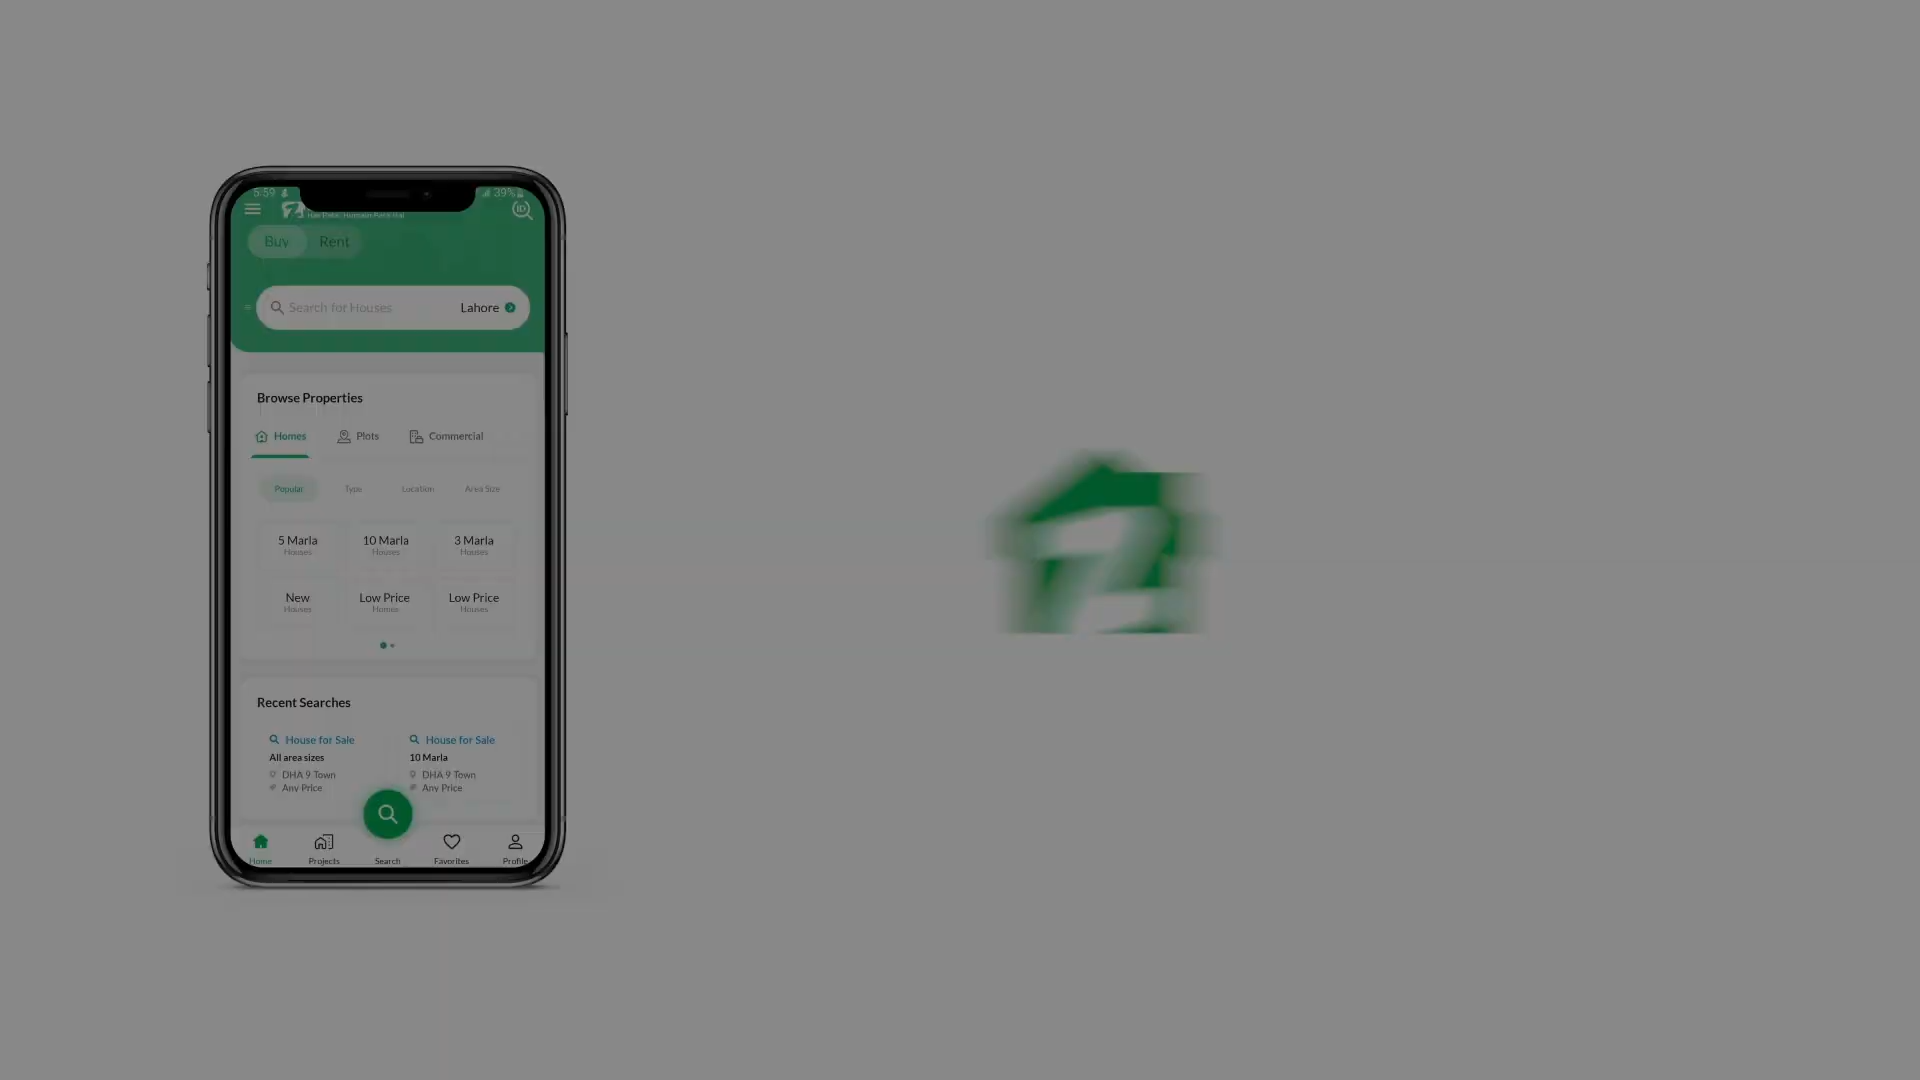 5:59 39%
Buy Rent
Search for Houses Lahore
Browse Properties
Homes Plots Commercial
Popular Type Location Area Size
5 Marla 10 Marla 3 Marla
Houses Houses Houses
New Low Price Low Price
Houses Homes Houses
Recent Searches
House for Sale House for Sale
All area sizes 10 Marla
DHA 9 Town DHA 9 Town
Any Price Any Price
Home Projects Search Favorites Profile